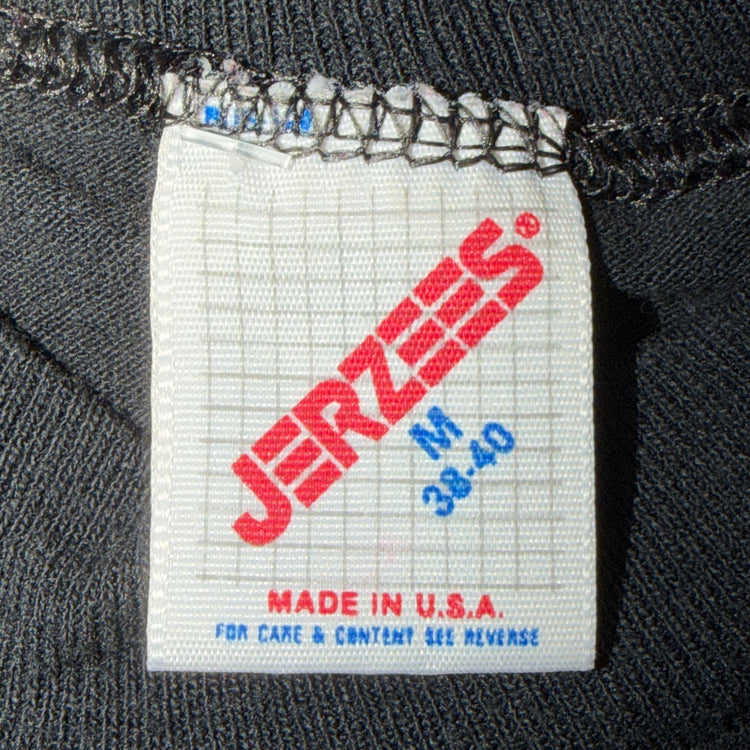 JERZEES®
M
38-40
MADE IN U.S.A.
FOR CARE & CONTENT SEE REVERSE